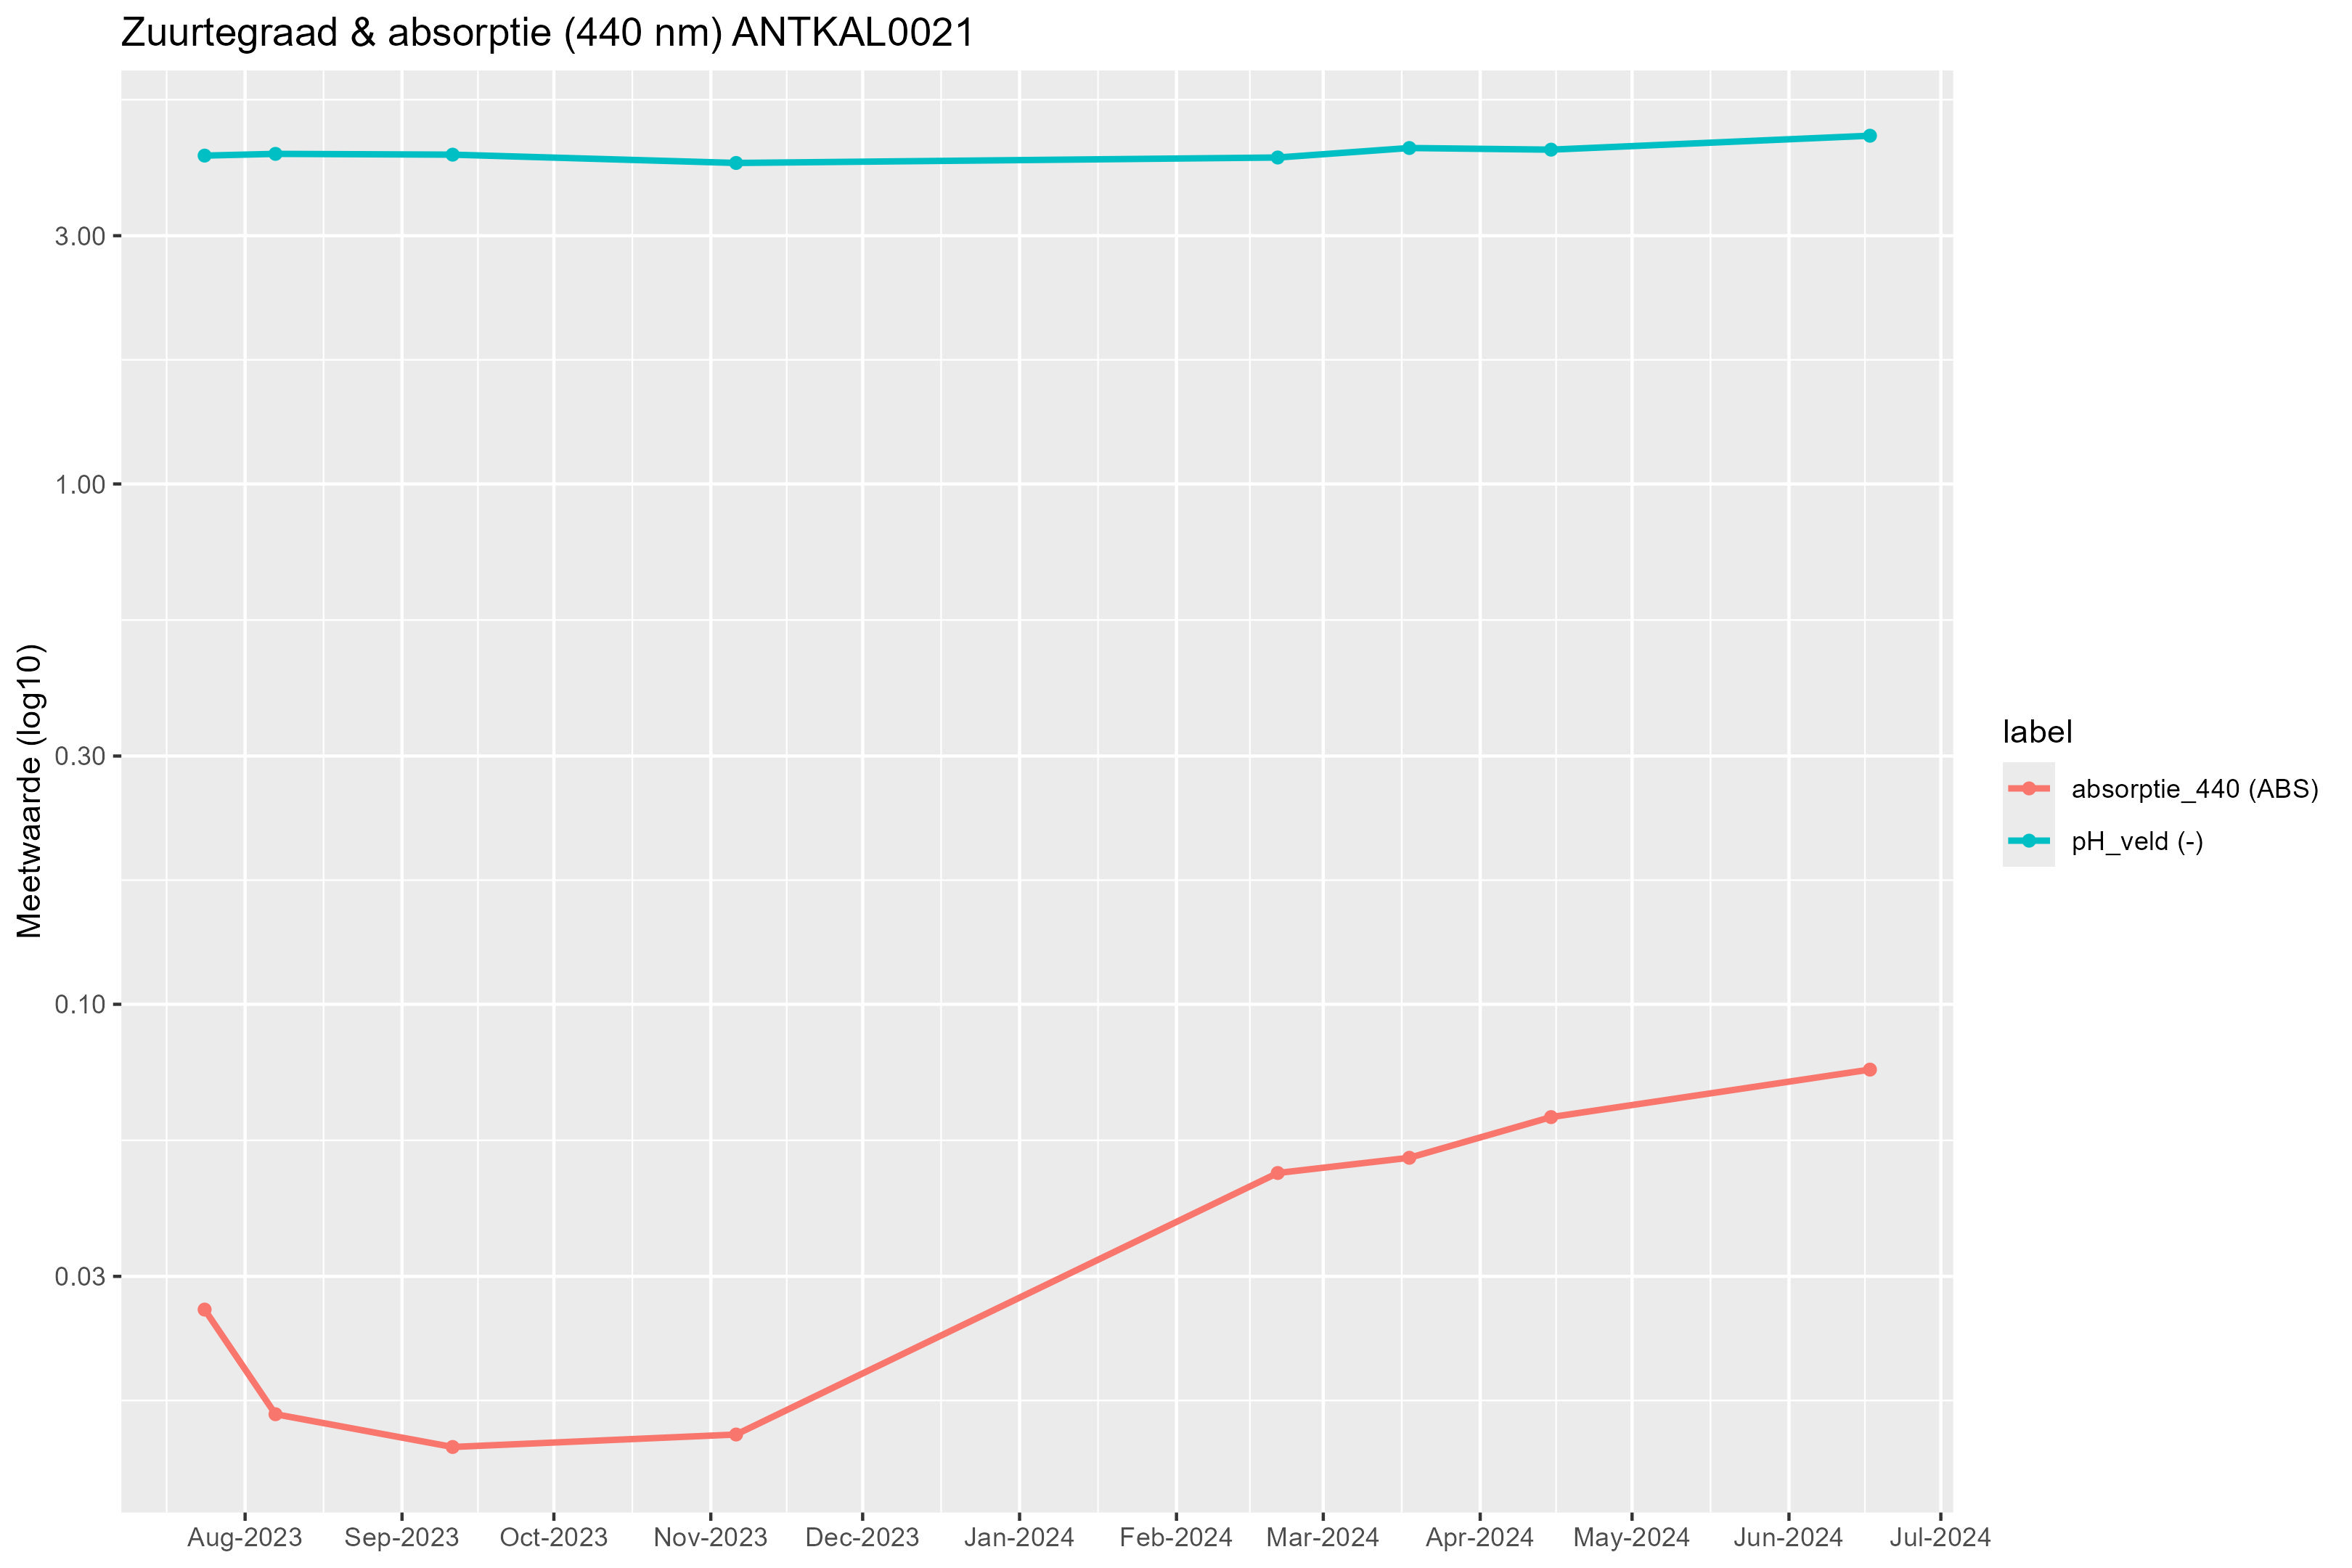 Zuurtegraad & absorptie (440 nm) ANTKAL0021
Meetwaarde (log10)
3.00
1.00
0.30
0.10
0.03
Aug-2023
Sep-2023
Oct-2023
Nov-2023
Dec-2023
Jan-2024
Feb-2024
Mar-2024
Apr-2024
May-2024
Jun-2024
Jul-2024
label
absorptie_440 (ABS)
pH_veld (-)